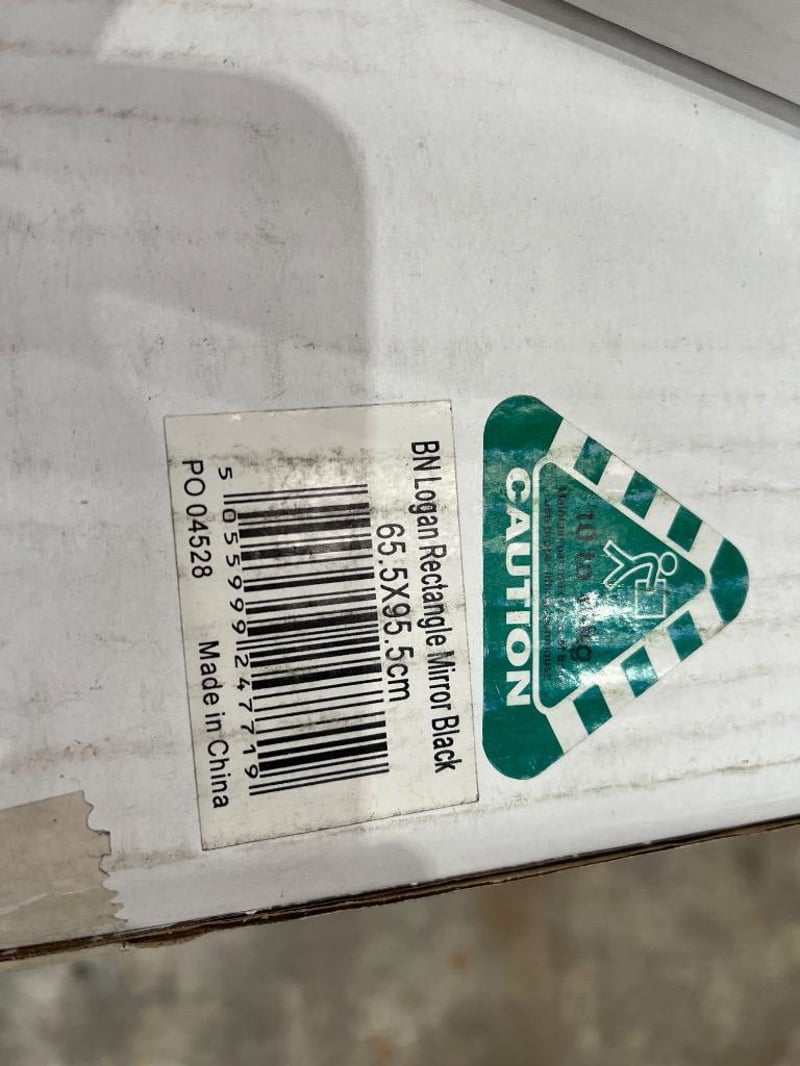 BN Logan Rectangle Mirror Black
65.5X95.5cm
5 055999 247719
PO 04528 Made in China
CAUTION